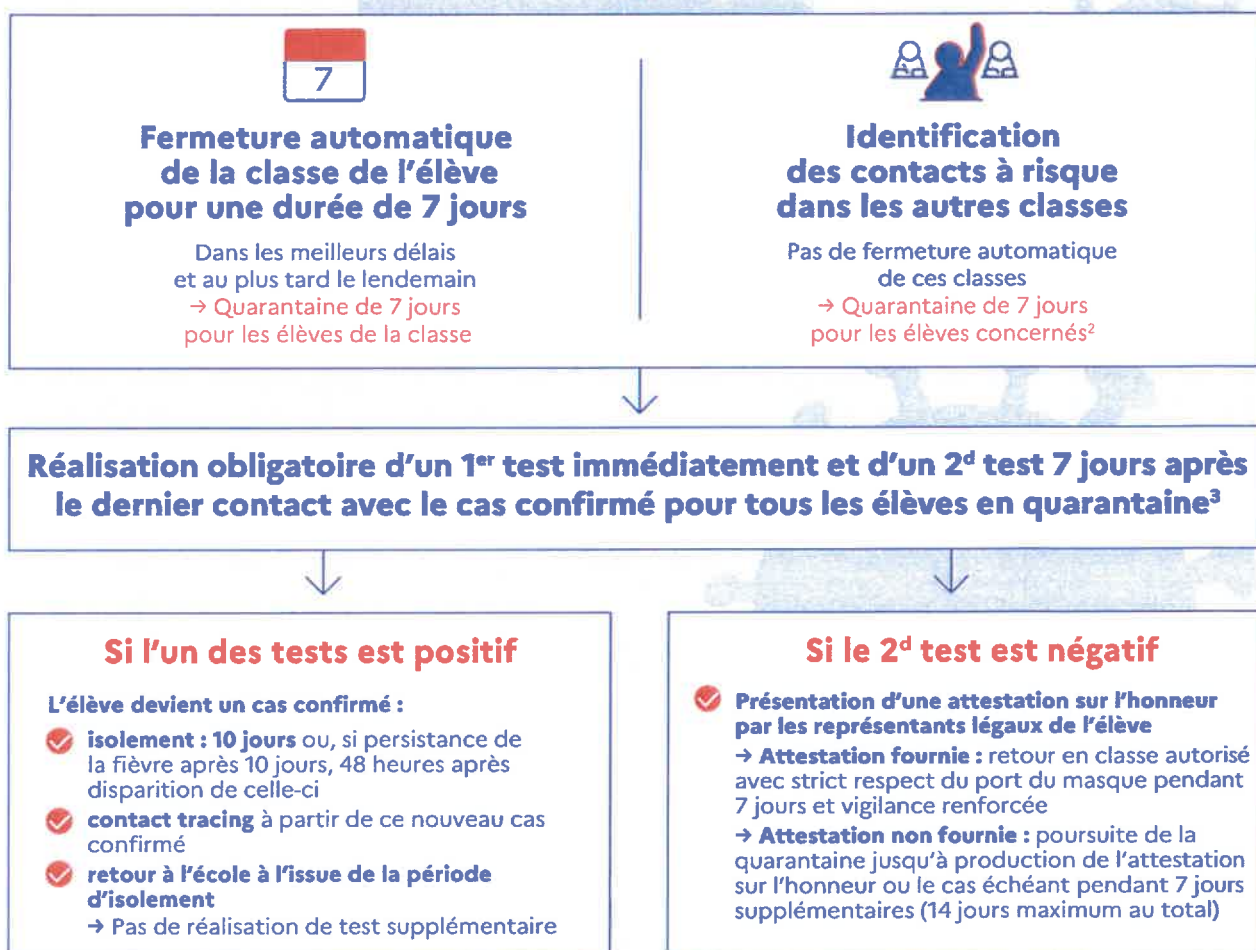 7
Fermeture automatique
de la classe de l'élève
pour une durée de 7 jours
Dans les meilleurs délais
et au plus tard le lendemain
→ Quarantaine de 7 jours
pour les élèves de la classe
Identification
des contacts à risque
dans les autres classes
Pas de fermeture automatique
de ces classes
→ Quarantaine de 7 jours
pour les élèves concernés²
Réalisation obligatoire d'un 1er test immédiatement et d'un 2d test 7 jours après
le dernier contact avec le cas confirmé pour tous les élèves en quarantaine³
Si l'un des tests est positif
L'élève devient un cas confirmé :
isolement : 10 jours ou, si persistance de
la fièvre après 10 jours, 48 heures après
disparition de celle-ci
contact tracing à partir de ce nouveau cas
confirmé
retour à l'école à l'issue de la période
d'isolement
→ Pas de réalisation de test supplémentaire
Si le 2d test est négatif
Présentation d'une attestation sur l'honneur
par les représentants légaux de l'élève
→ Attestation fournie : retour en classe autorisé
avec strict respect du port du masque pendant
7 jours et vigilance renforcée
→ Attestation non fournie : poursuite de la
quarantaine jusqu'à production de l'attestation
sur l'honneur ou le cas échéant pendant 7 jours
supplémentaires (14 jours maximum au total)